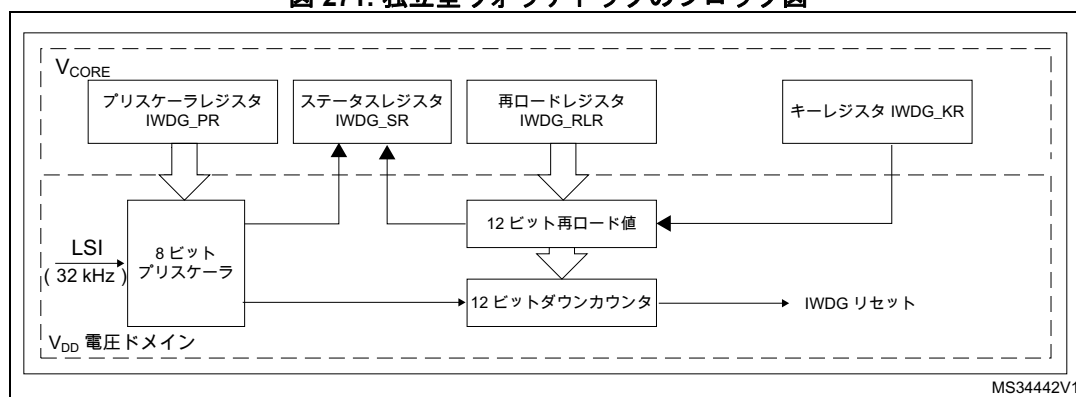 図 271. 独立型ウォッチドッグのブロック図
VCORE
プリスケーラレジスタ
IWDG_PR
ステータスレジスタ
IWDG_SR
再ロードレジスタ
IWDG_RLR
キーレジスタ IWDG_KR
LSI
( 32 kHz )
8 ビット
プリスケーラ
12 ビット再ロード値
12 ビットダウンカウンタ
IWDG リセット
VDD 電圧ドメイン
MS34442V1